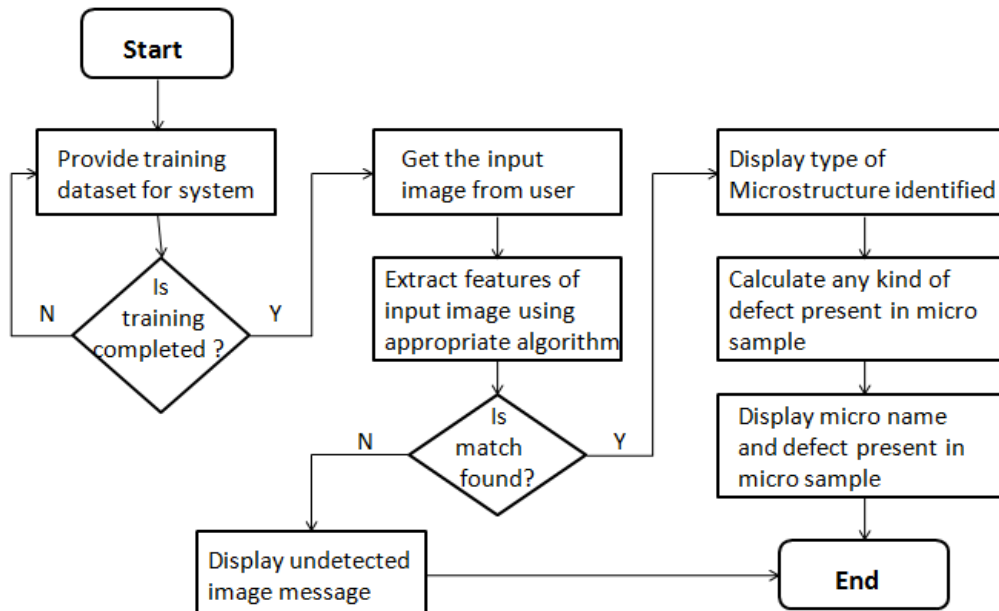 Start
Provide training
dataset for system
Is
training
completed ?
N
Y
Get the input
image from user
Extract features of
input image using
appropriate algorithm
Is
match
found?
N
Y
Display undetected
image message
Display type of
Microstructure identified
Calculate any kind of
defect present in micro
sample
Display micro name
and defect present in
micro sample
End